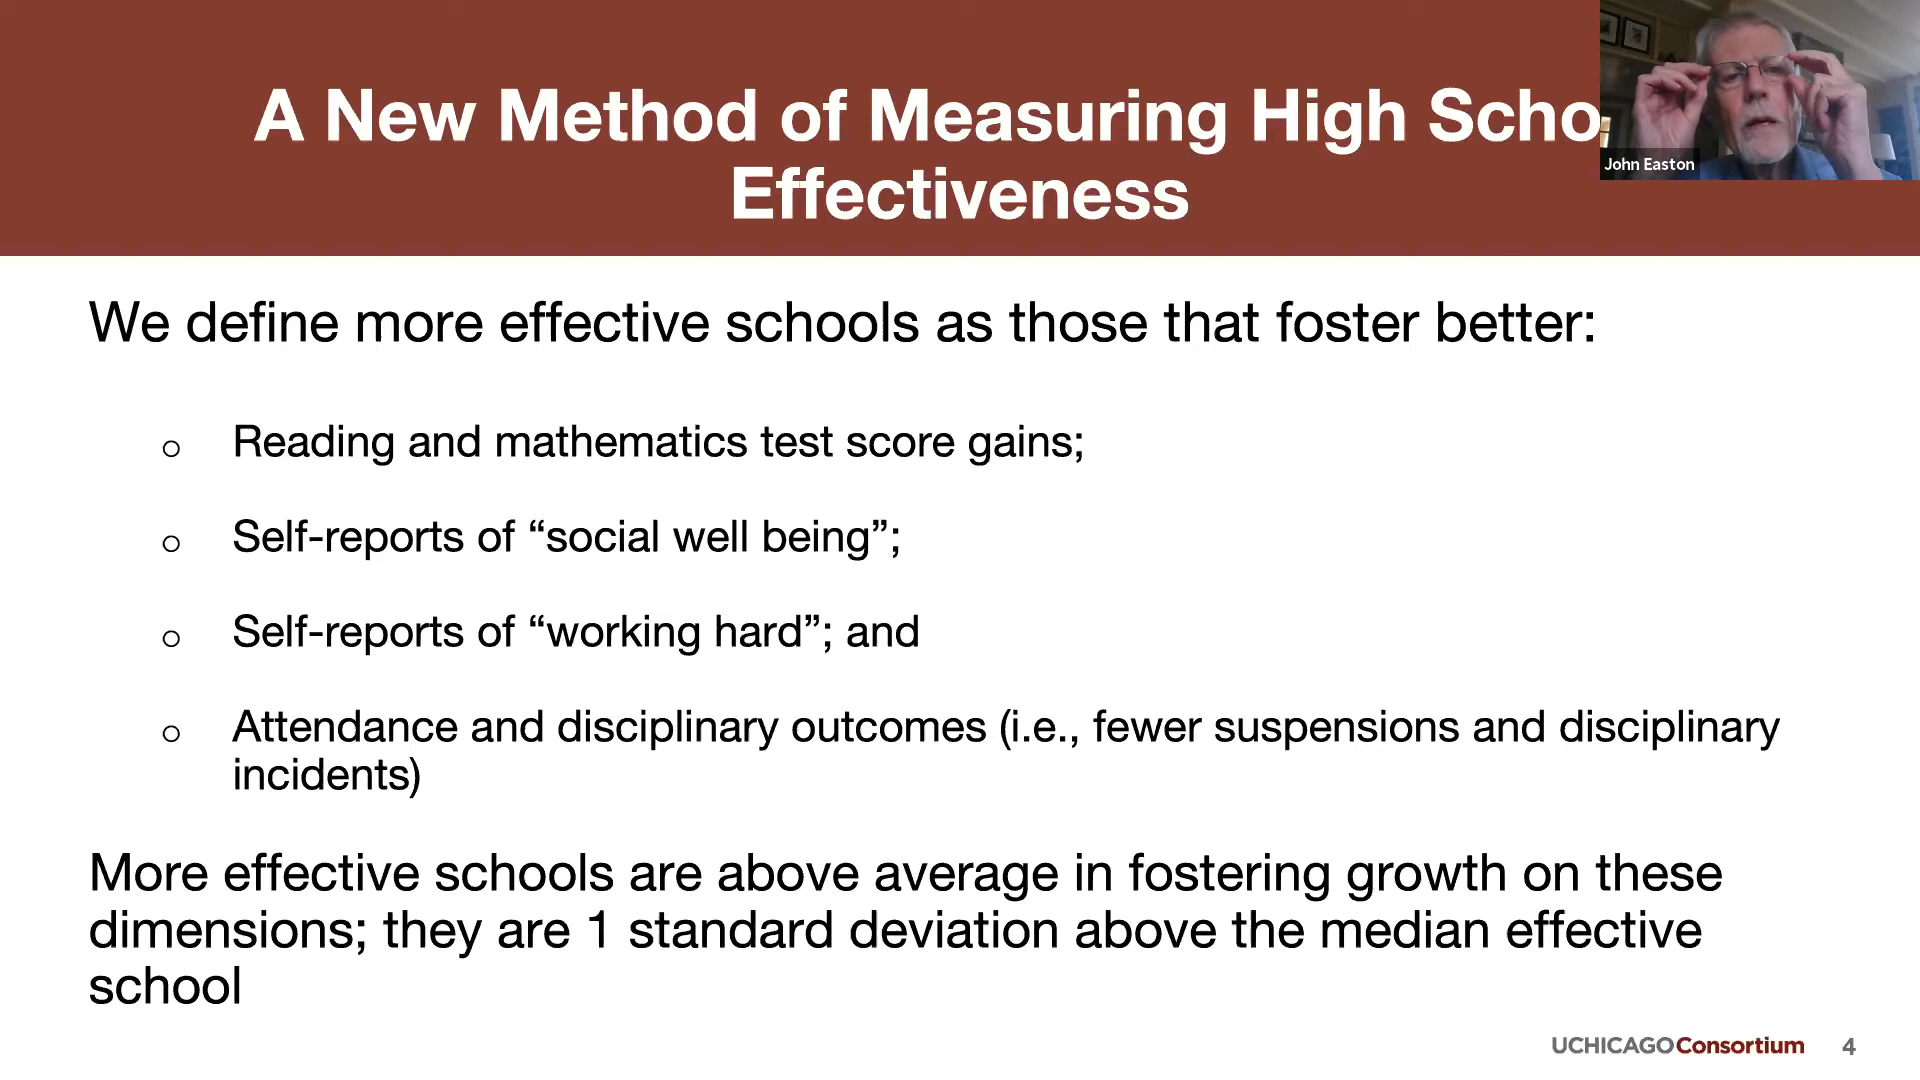 A New Method of Measuring High Scho
Effectiveness
John Easton
We define more effective schools as those that foster better:
○ Reading and mathematics test score gains;
○ Self-reports of “social well being”;
○ Self-reports of “working hard”; and
○ Attendance and disciplinary outcomes (i.e., fewer suspensions and disciplinary
incidents)
More effective schools are above average in fostering growth on these
dimensions; they are 1 standard deviation above the median effective
school
UCHICAGOConsortium 4